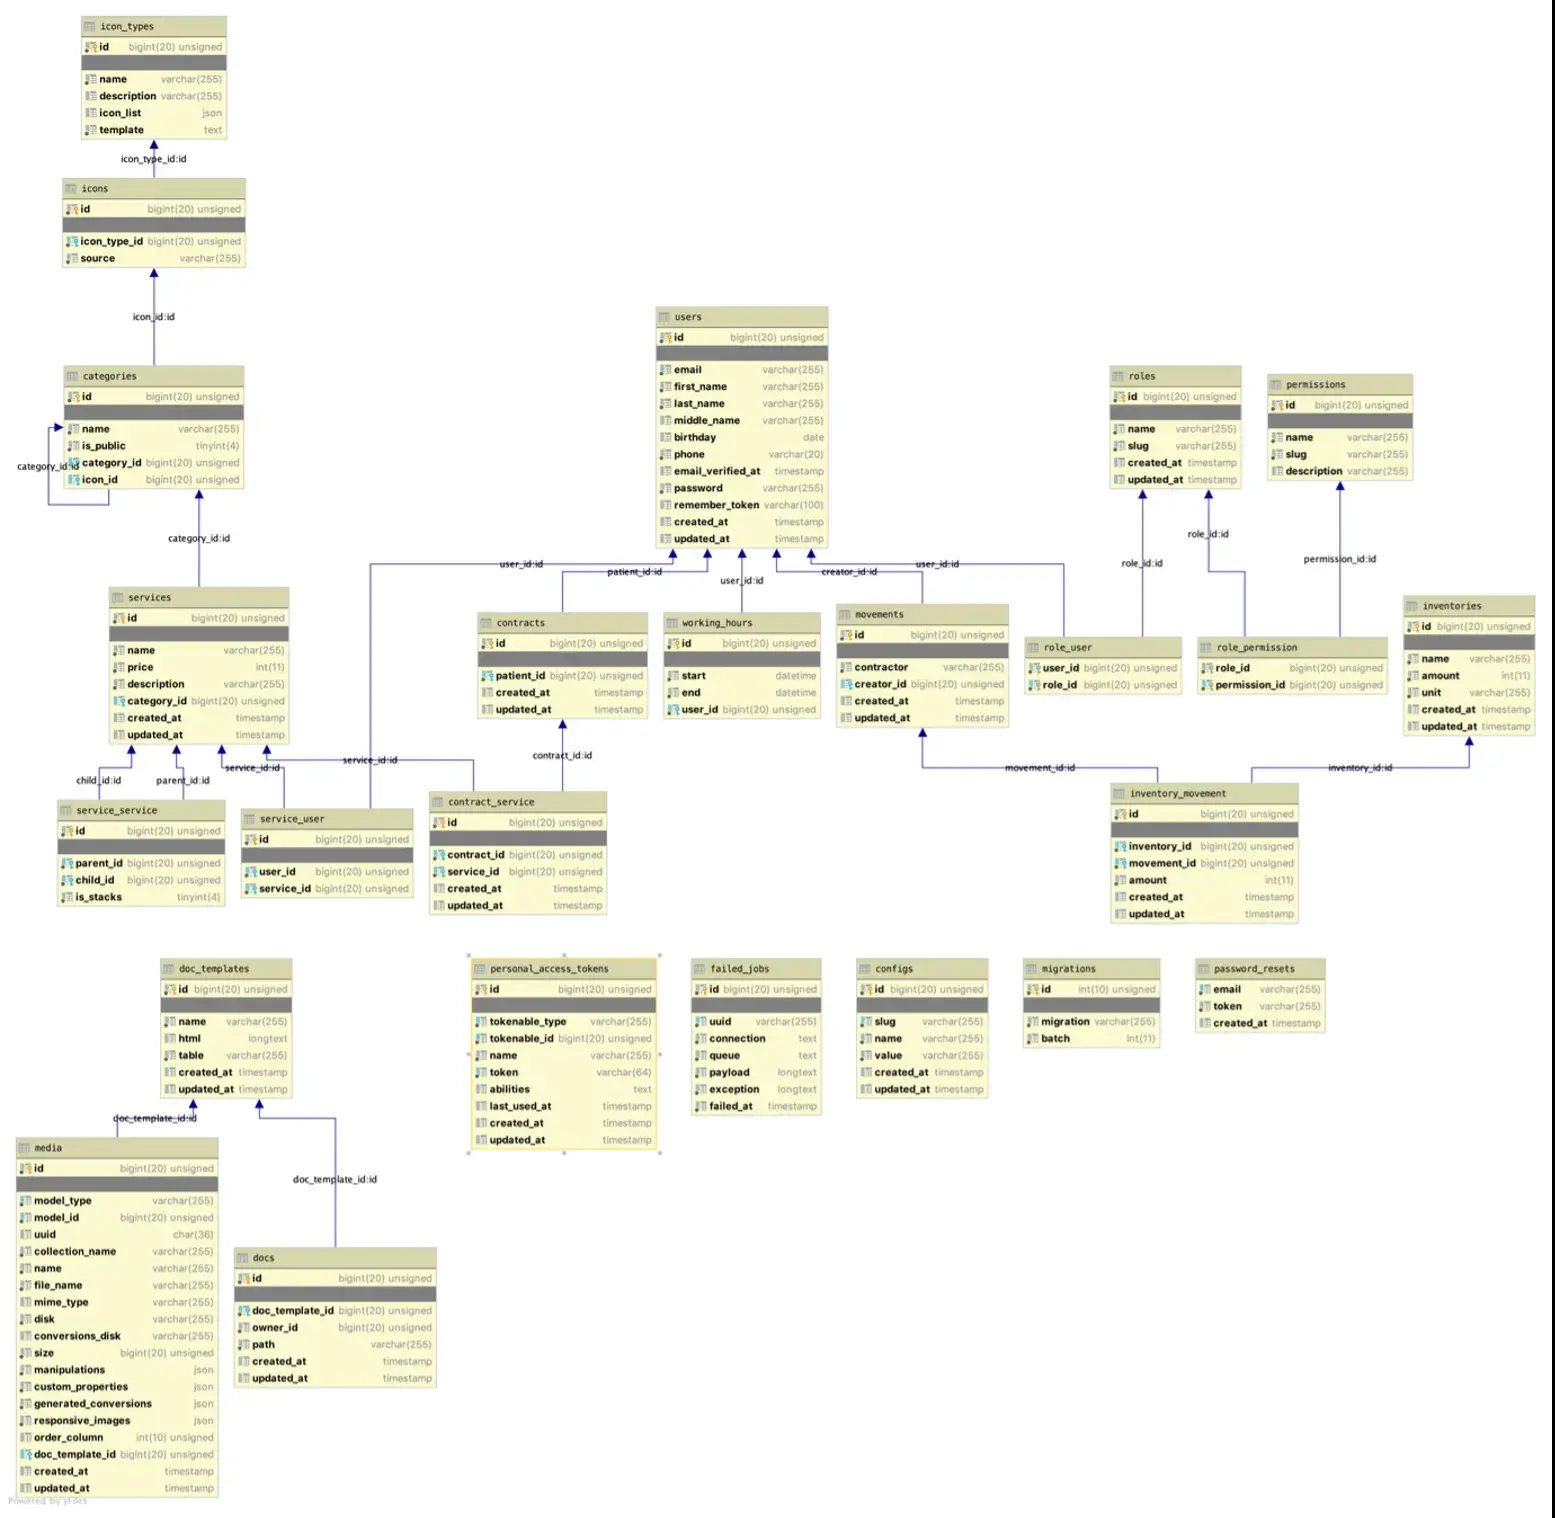 icon_types
id bigint(20) unsigned
name varchar(255)
description varchar(255)
icon_list json
template text
icon_type_id:id
icons
id bigint(20) unsigned
icon_type_id bigint(20) unsigned
source varchar(255)
icon_id:id
categories
id bigint(20) unsigned
name varchar(255)
is_public tinyint(4)
category_id bigint(20) unsigned
icon_id bigint(20) unsigned
category_id:id
category_id:id
services
id bigint(20) unsigned
name varchar(255)
price int(11)
description varchar(255)
category_id bigint(20) unsigned
created_at timestamp
updated_at timestamp
child_id:id
parent_id:id
service_id:id
service_id:id
service_service
id bigint(20) unsigned
parent_id bigint(20) unsigned
child_id bigint(20) unsigned
is_stacks tinyint(4)
service_user
id bigint(20) unsigned
user_id bigint(20) unsigned
service_id bigint(20) unsigned
contract_service
id bigint(20) unsigned
contract_id bigint(20) unsigned
service_id bigint(20) unsigned
created_at timestamp
updated_at timestamp
users
id bigint(20) unsigned
email varchar(255)
first_name varchar(255)
last_name varchar(255)
middle_name varchar(255)
birthday date
phone varchar(20)
email_verified_at timestamp
password varchar(255)
remember_token varchar(100)
created_at timestamp
updated_at timestamp
user_id:id
patient_id:id
user_id:id
creator_id:id
user_id:id
contracts
id bigint(20) unsigned
patient_id bigint(20) unsigned
created_at timestamp
updated_at timestamp
contract_id:id
working_hours
id bigint(20) unsigned
start datetime
end datetime
user_id bigint(20) unsigned
movements
id bigint(20) unsigned
contractor varchar(255)
creator_id bigint(20) unsigned
created_at timestamp
updated_at timestamp
roles
id bigint(20) unsigned
name varchar(255)
slug varchar(255)
created_at timestamp
updated_at timestamp
permissions
id bigint(20) unsigned
name varchar(255)
slug varchar(255)
description varchar(255)
role_id:id
role_id:id
permission_id:id
role_user
user_id bigint(20) unsigned
role_id bigint(20) unsigned
role_permission
role_id bigint(20) unsigned
permission_id bigint(20) unsigned
inventories
id bigint(20) unsigned
name varchar(255)
amount int(11)
unit varchar(255)
created_at timestamp
updated_at timestamp
movement_id:id
inventory_id:id
inventory_movement
id bigint(20) unsigned
inventory_id bigint(20) unsigned
movement_id bigint(20) unsigned
amount int(11)
created_at timestamp
updated_at timestamp
doc_templates
id bigint(20) unsigned
name varchar(255)
html longtext
table varchar(255)
created_at timestamp
updated_at timestamp
doc_template_id:id
doc_template_id:id
personal_access_tokens
id bigint(20) unsigned
tokenable_type varchar(255)
tokenable_id bigint(20) unsigned
name varchar(255)
token varchar(64)
abilities text
last_used_at timestamp
created_at timestamp
updated_at timestamp
failed_jobs
id bigint(20) unsigned
uuid varchar(255)
connection text
queue text
payload longtext
exception longtext
failed_at timestamp
configs
id bigint(20) unsigned
slug varchar(255)
name varchar(255)
value varchar(255)
created_at timestamp
updated_at timestamp
migrations
id int(10) unsigned
migration varchar(255)
batch int(11)
password_resets
email varchar(255)
token varchar(255)
created_at timestamp
media
id bigint(20) unsigned
model_type varchar(255)
model_id bigint(20) unsigned
uuid char(36)
collection_name varchar(255)
name varchar(255)
file_name varchar(255)
mime_type varchar(255)
disk varchar(255)
conversions_disk varchar(255)
size bigint(20) unsigned
manipulations json
custom_properties json
generated_conversions json
responsive_images json
order_column int(10) unsigned
doc_template_id bigint(20) unsigned
created_at timestamp
updated_at timestamp
docs
id bigint(20) unsigned
doc_template_id bigint(20) unsigned
owner_id bigint(20) unsigned
path varchar(255)
created_at timestamp
updated_at timestamp
Powered by yFiles